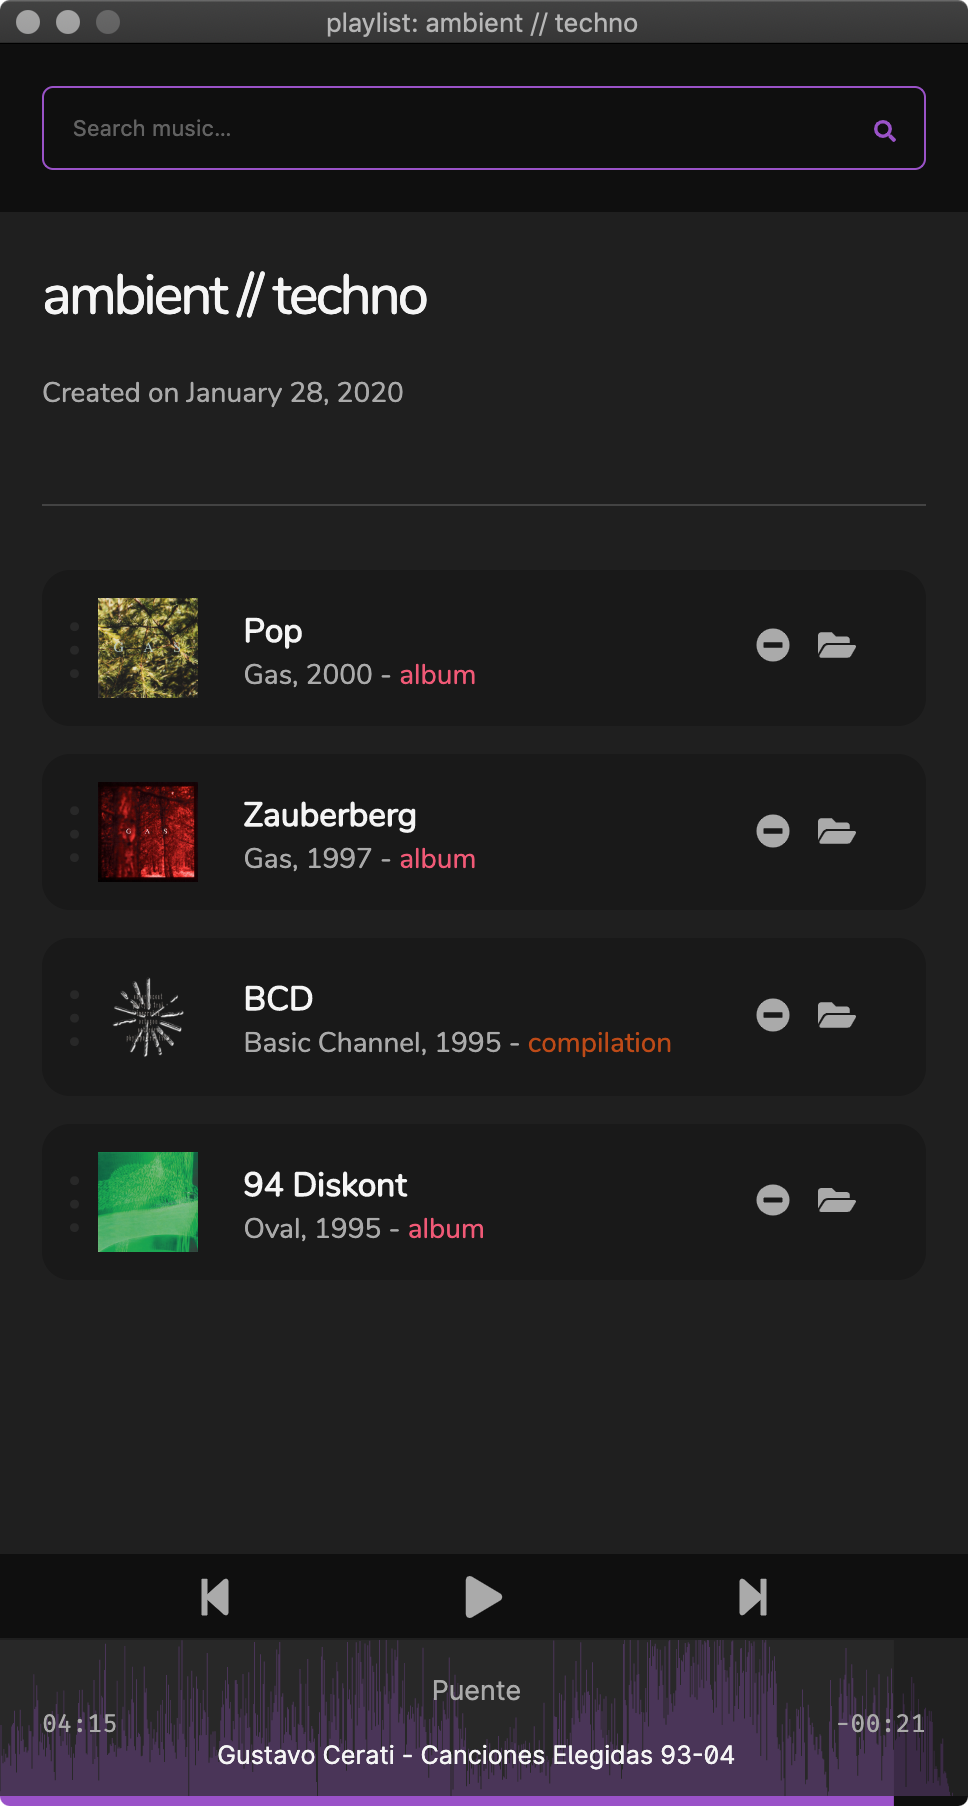 playlist: ambient // techno
Search music...
ambient // techno
Created on January 28, 2020
G A S
Pop
Gas, 2000 - album
G A S
Zauberberg
Gas, 1997 - album
BCD
Basic Channel, 1995 - compilation
94 Diskont
Oval, 1995 - album
Puente
04:15
-00:21
Gustavo Cerati - Canciones Elegidas 93-04